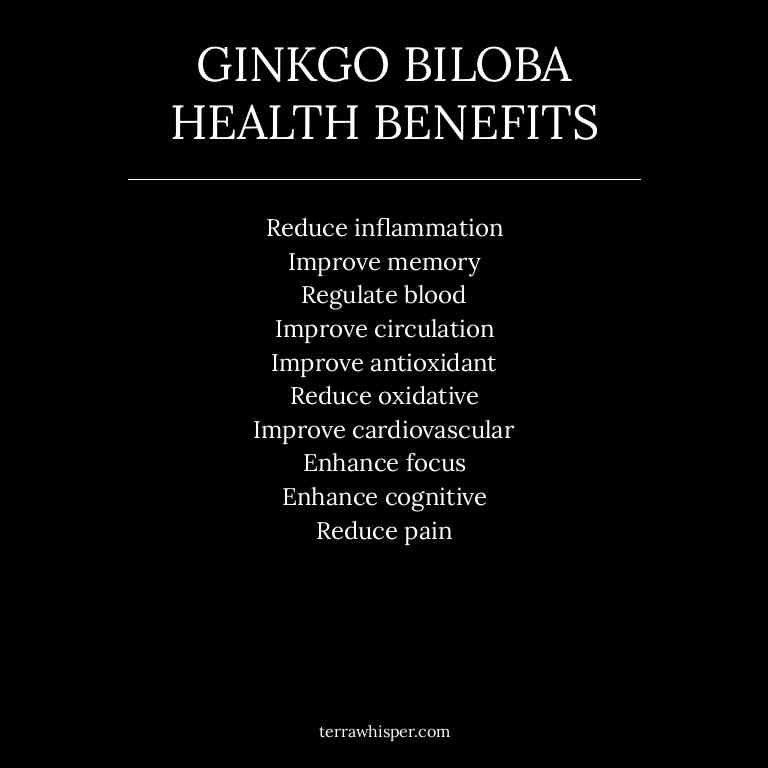 GINKGO BILOBA
HEALTH BENEFITS
Reduce inflammation
Improve memory
Regulate blood
Improve circulation
Improve antioxidant
Reduce oxidative
Improve cardiovascular
Enhance focus
Enhance cognitive
Reduce pain
terrawhisper.com